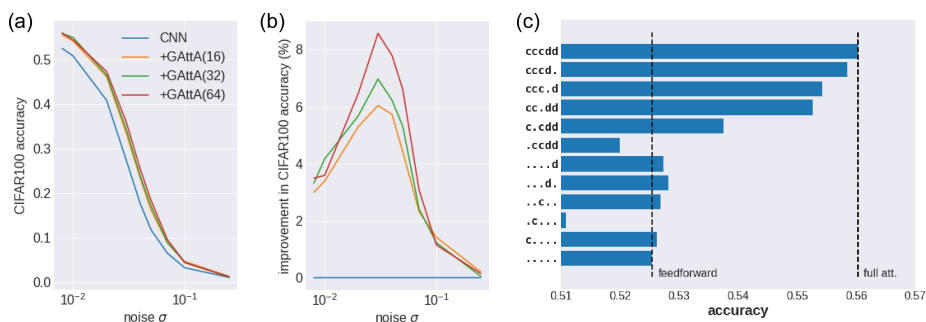 (a)
CIFAR100 accuracy
0.5
0.4
0.3
0.2
0.1
0.0
CNN
+GAttA(16)
+GAttA(32)
+GAttA(64)
10⁻²
10⁻¹
noise σ
(b)
improvement in CIFAR100 accuracy (%)
8
6
4
2
0
10⁻²
10⁻¹
noise σ
(c)
cccdd
cccd.
ccc.d
cc.dd
c.cdd
.ccdd
....d
...d.
..c..
.c...
c....
.....
feedforward
full att.
0.51
0.52
0.53
0.54
0.55
0.56
0.57
accuracy